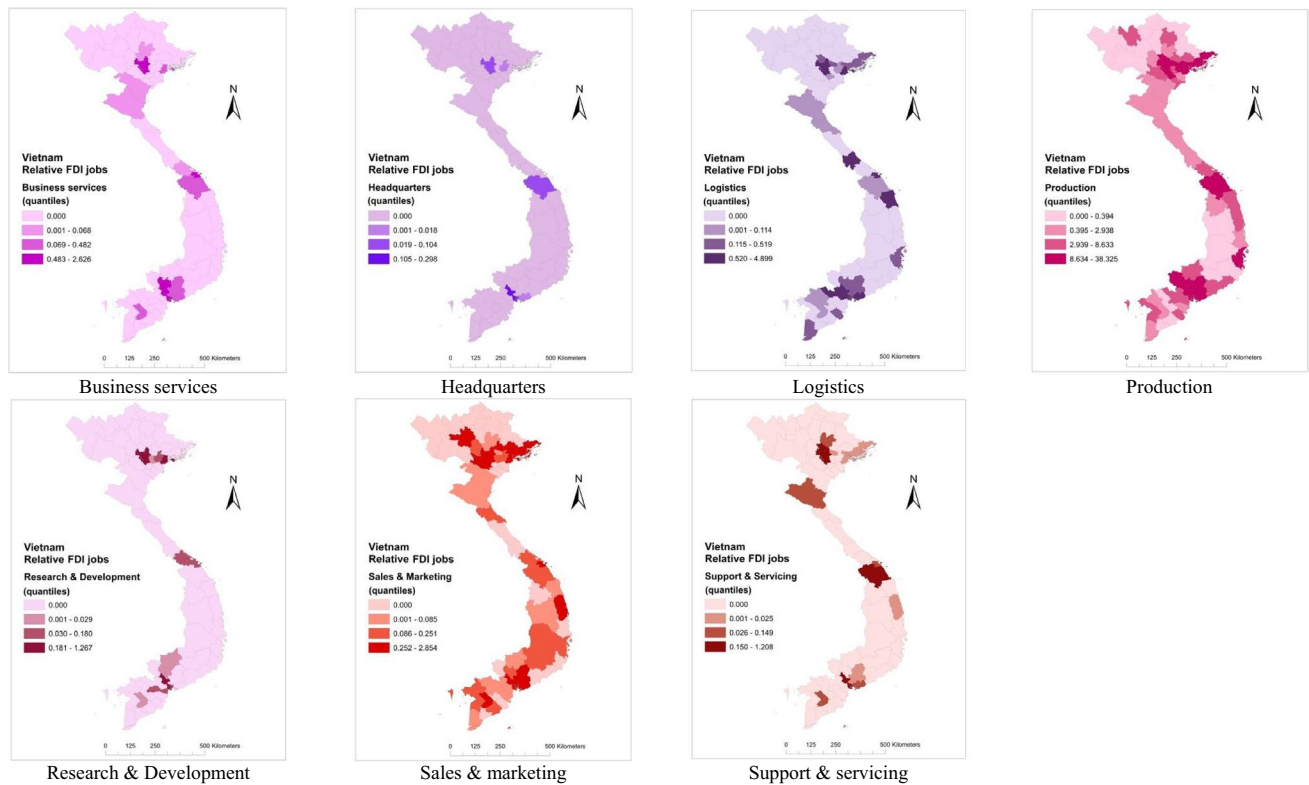 N
Vietnam
Relative FDI jobs
Business services
(quantiles)
0.000
0.001 - 0.068
0.069 - 0.482
0.483 - 2.626
0 125 250 500 Kilometers
Business services
N
Vietnam
Relative FDI jobs
Headquarters
(quantiles)
0.000
0.001 - 0.018
0.019 - 0.104
0.105 - 0.298
0 125 250 500 Kilometers
Headquarters
N
Vietnam
Relative FDI jobs
Logistics
(quantiles)
0.000
0.001 - 0.114
0.115 - 0.519
0.520 - 4.899
0 125 250 500 Kilometers
Logistics
N
Vietnam
Relative FDI jobs
Production
(quantiles)
0.000 - 0.394
0.395 - 2.938
2.939 - 8.633
8.634 - 38.325
0 125 250 500 Kilometers
Production
N
Vietnam
Relative FDI jobs
Research & Development
(quantiles)
0.000
0.001 - 0.029
0.030 - 0.180
0.181 - 1.267
0 125 250 500 Kilometers
Research & Development
N
Vietnam
Relative FDI jobs
Sales & Marketing
(quantiles)
0.000
0.001 - 0.085
0.086 - 0.251
0.252 - 2.854
0 125 250 500 Kilometers
Sales & marketing
N
Vietnam
Relative FDI jobs
Support & Servicing
(quantiles)
0.000
0.001 - 0.025
0.026 - 0.149
0.150 - 1.208
0 125 250 500 Kilometers
Support & servicing